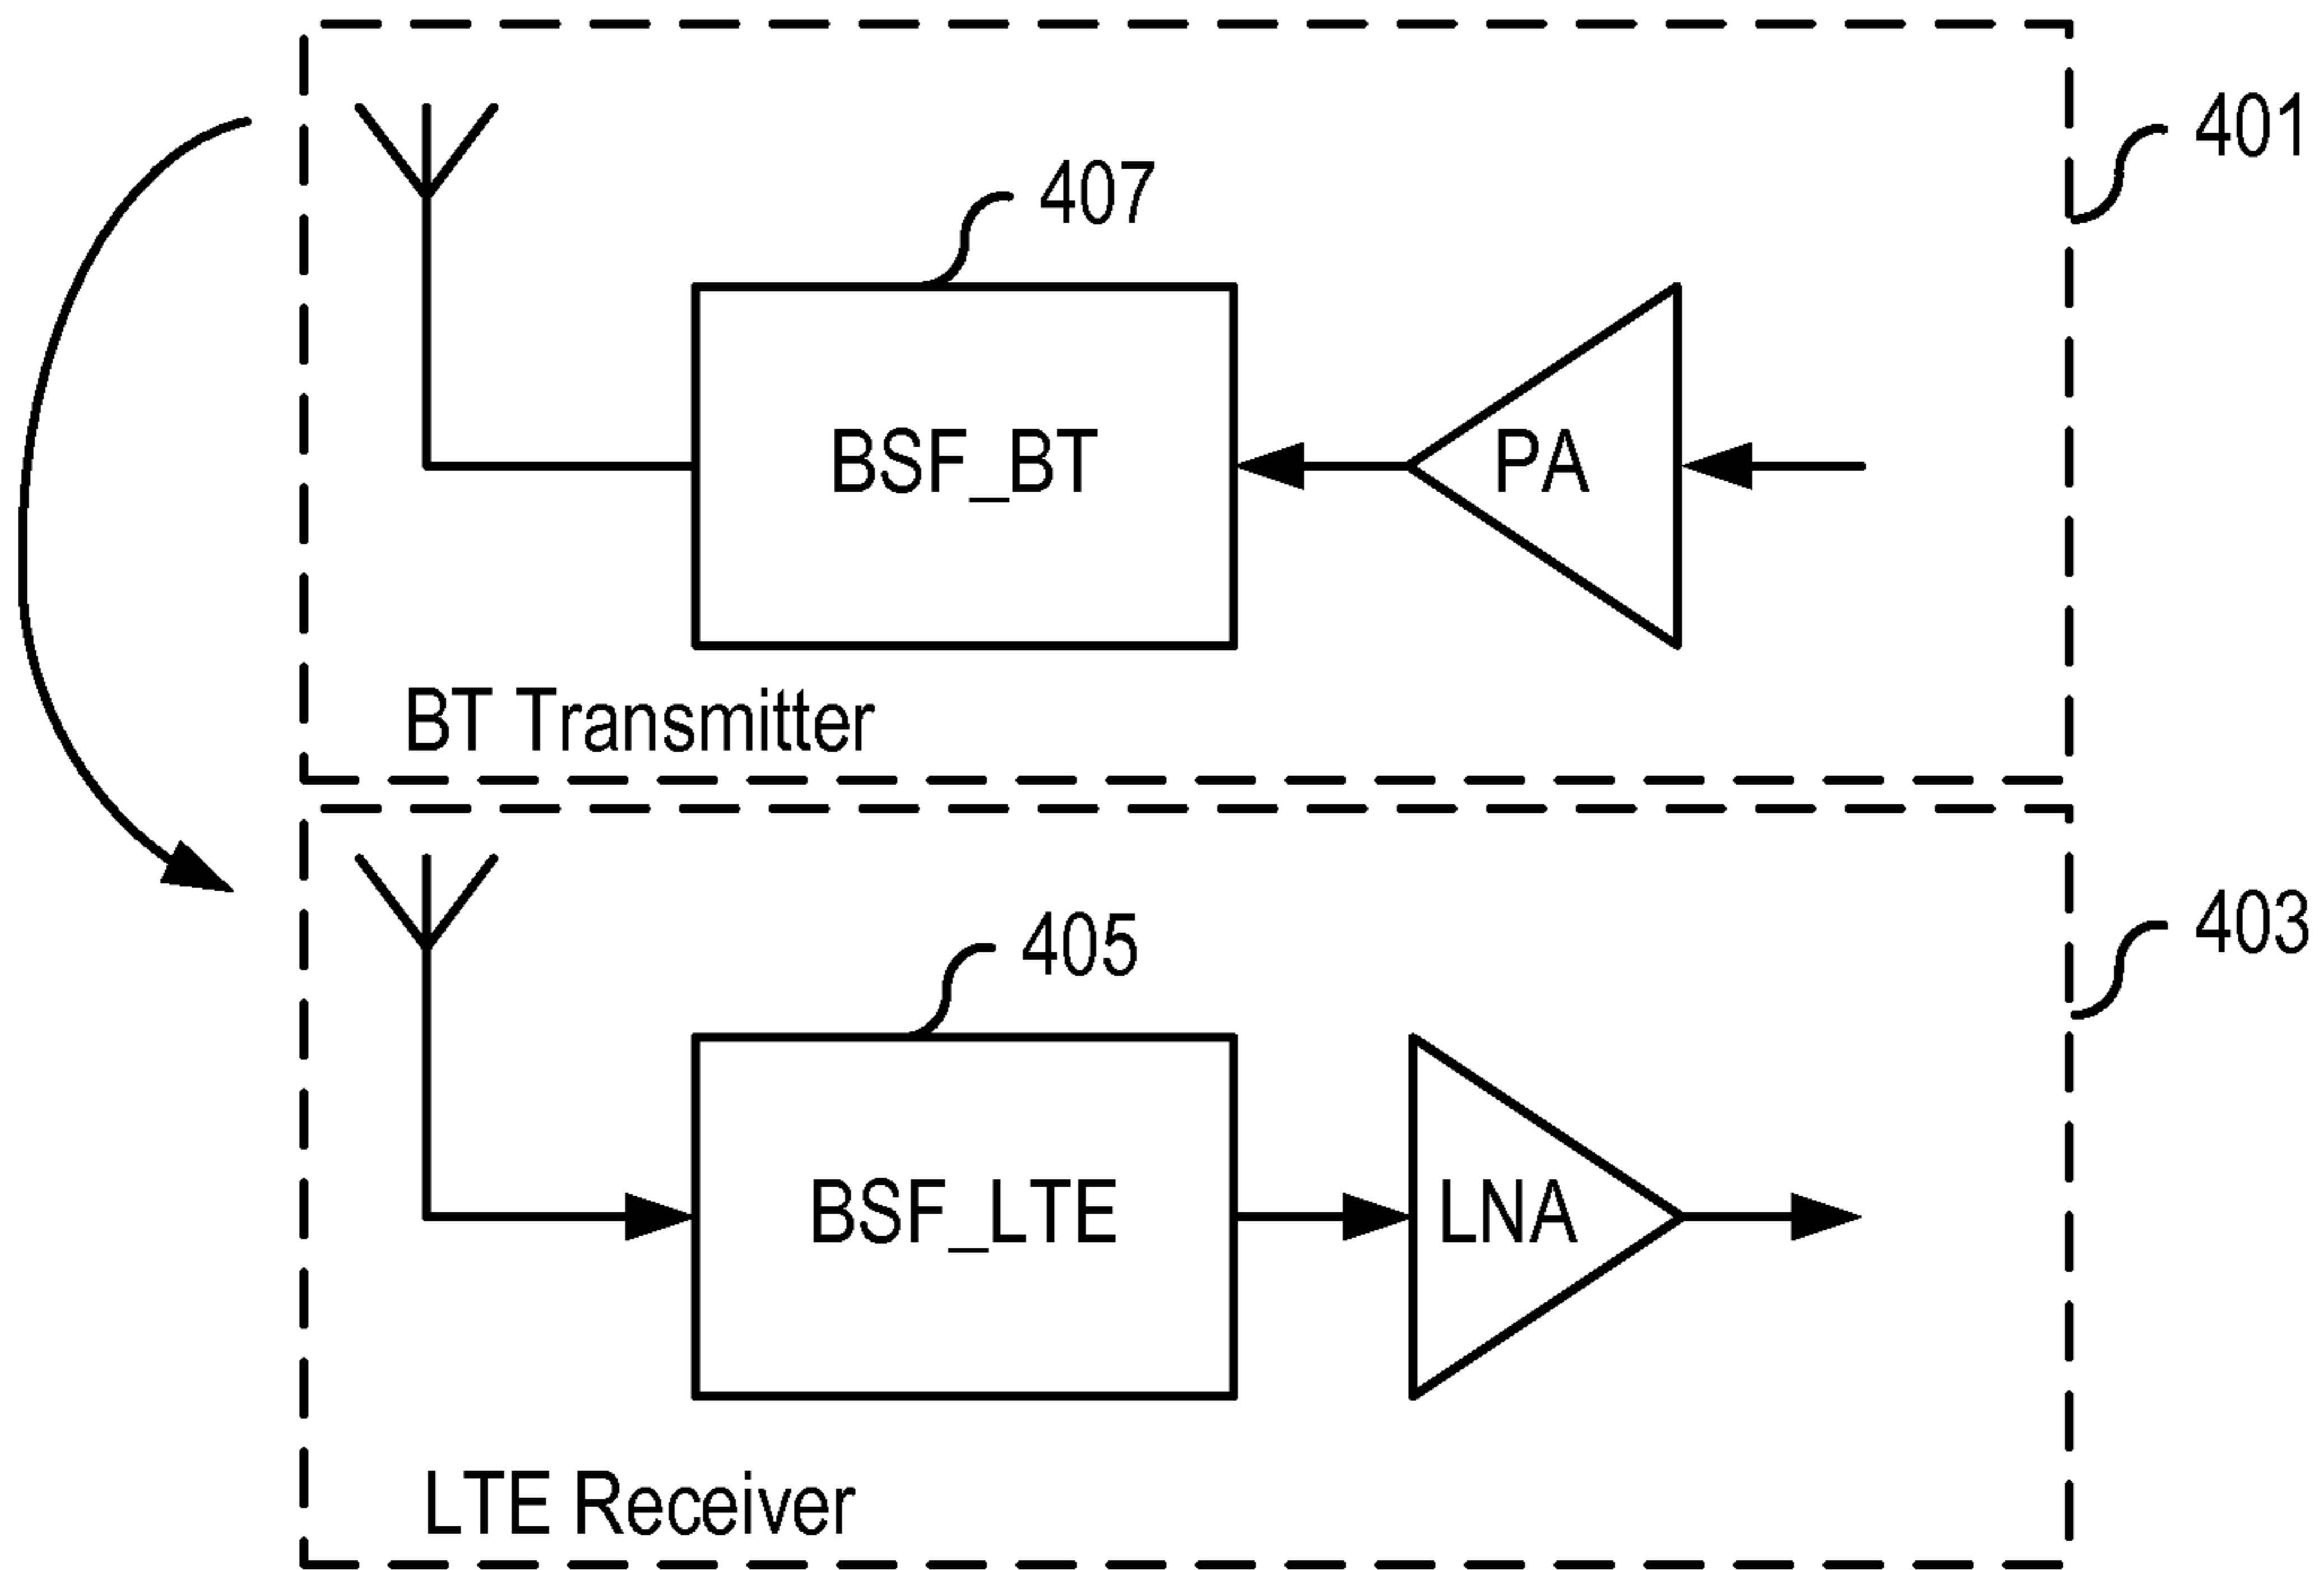 401
407
BSF_BT
PA
BT Transmitter
403
405
BSF_LTE
LNA
LTE Receiver